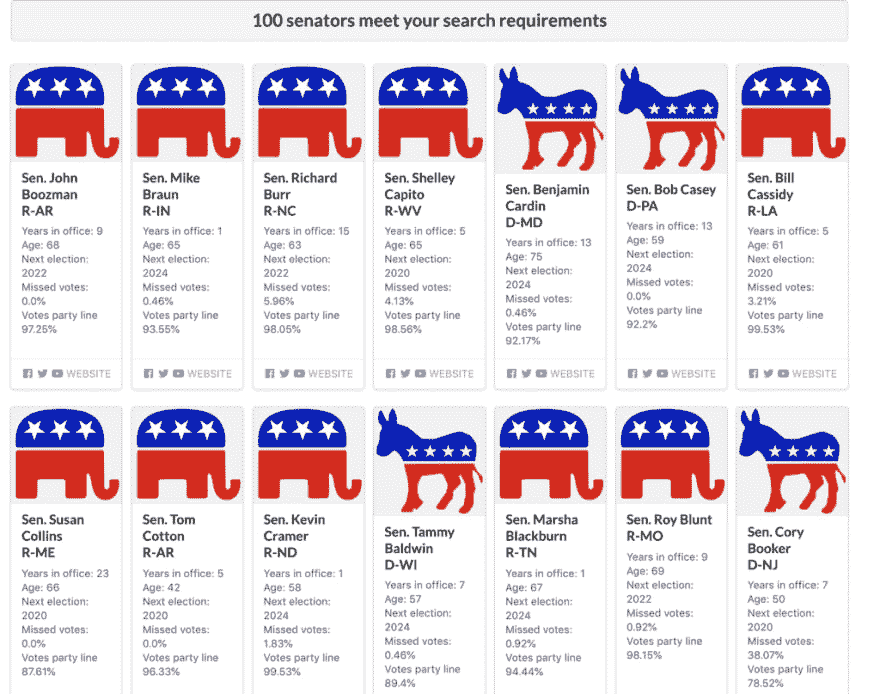 100 senators meet your search requirements
Sen. John
Boozman
R-AR
Years in office: 9
Age: 68
Next election:
2022
Missed votes:
0.0%
Votes party line
97.25%
WEBSITE
Sen. Mike
Braun
R-IN
Years in office: 1
Age: 65
Next election:
2024
Missed votes:
0.46%
Votes party line
93.55%
WEBSITE
Sen. Richard
Burr
R-NC
Years in office: 15
Age: 63
Next election:
2022
Missed votes:
5.96%
Votes party line
98.05%
WEBSITE
Sen. Shelley
Capito
R-WV
Years in office: 5
Age: 65
Next election:
2020
Missed votes:
4.13%
Votes party line
98.56%
WEBSITE
Sen. Benjamin
Cardin
D-MD
Years in office: 13
Age: 75
Next election:
2024
Missed votes:
0.46%
Votes party line
92.17%
WEBSITE
Sen. Bob Casey
D-PA
Years in office: 13
Age: 59
Next election:
2024
Missed votes:
0.0%
Votes party line
92.2%
WEBSITE
Sen. Bill
Cassidy
R-LA
Years in office: 5
Age: 61
Next election:
2020
Missed votes:
3.21%
Votes party line
99.53%
WEBSITE
Sen. Susan
Collins
R-ME
Years in office: 23
Age: 66
Next election:
2020
Missed votes:
0.0%
Votes party line
87.61%
Sen. Tom
Cotton
R-AR
Years in office: 5
Age: 42
Next election:
2020
Missed votes:
0.0%
Votes party line
96.33%
Sen. Kevin
Cramer
R-ND
Years in office: 1
Age: 58
Next election:
2024
Missed votes:
1.83%
Votes party line
99.53%
Sen. Tammy
Baldwin
D-WI
Years in office: 7
Age: 57
Next election:
2024
Missed votes:
0.46%
Votes party line
89.4%
Sen. Marsha
Blackburn
R-TN
Years in office: 1
Age: 67
Next election:
2024
Missed votes:
0.92%
Votes party line
94.44%
Sen. Roy Blunt
R-MO
Years in office: 9
Age: 69
Next election:
2022
Missed votes:
0.92%
Votes party line
98.15%
Sen. Cory
Booker
D-NJ
Years in office: 7
Age: 50
Next election:
2020
Missed votes:
38.07%
Votes party line
78.52%